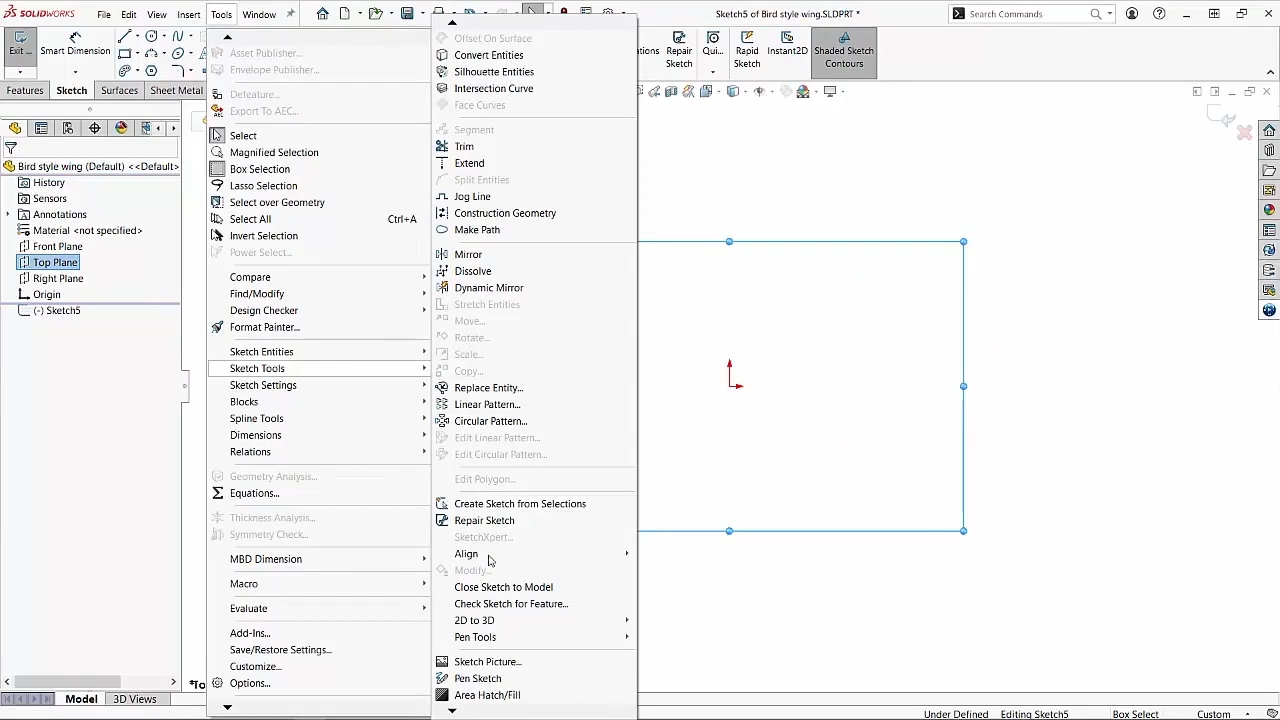 SOLIDWORKS File Edit View Insert Tools Window
Sketch5 of Bird style wing.SLDPRT *
Search Commands
Exit ...
Smart Dimension
Repair Sketch
Qui...
Rapid Sketch
Instant2D
Shaded Sketch Contours
Features Sketch Surfaces Sheet Metal
Bird style wing (Default) <<Default>
History
Sensors
Annotations
Material <not specified>
Front Plane
Top Plane
Right Plane
Origin
(-) Sketch5
Asset Publisher...
Envelope Publisher...
Defeature...
Export To AEC...
Select
Magnified Selection
Box Selection
Lasso Selection
Select over Geometry
Select All Ctrl+A
Invert Selection
Power Select...
Compare
Find/Modify
Design Checker
Format Painter...
Sketch Entities
Sketch Tools
Sketch Settings
Blocks
Spline Tools
Dimensions
Relations
Geometry Analysis...
Equations...
Thickness Analysis...
Symmetry Check...
MBD Dimension
Macro
Evaluate
Add-Ins...
Save/Restore Settings...
Customize...
Options...
Offset On Surface
Convert Entities
Silhouette Entities
Intersection Curve
Face Curves
Segment
Trim
Extend
Split Entities
Jog Line
Construction Geometry
Make Path
Mirror
Dissolve
Dynamic Mirror
Stretch Entities
Move...
Rotate...
Scale...
Copy...
Replace Entity...
Linear Pattern...
Circular Pattern...
Edit Linear Pattern...
Edit Circular Pattern...
Edit Polygon...
Create Sketch from Selections
Repair Sketch
SketchXpert...
Align
Modify...
Close Sketch to Model
Check Sketch for Feature...
2D to 3D
Pen Tools
Sketch Picture...
Pen Sketch
Area Hatch/Fill
Model 3D Views
Under Defined Editing Sketch5 Box Select Custom